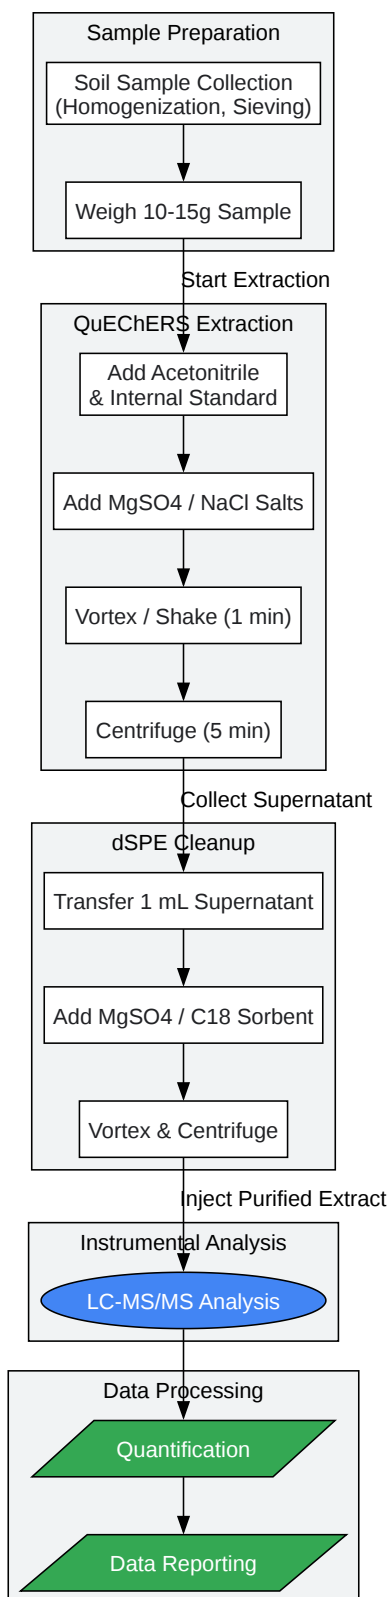 Sample Preparation
Soil Sample Collection
(Homogenization, Sieving)
Weigh 10-15g Sample
Start Extraction
QuEChERS Extraction
Add Acetonitrile
& Internal Standard
Add MgSO4 / NaCl Salts
Vortex / Shake (1 min)
Centrifuge (5 min)
Collect Supernatant
dSPE Cleanup
Transfer 1 mL Supernatant
Add MgSO4 / C18 Sorbent
Vortex & Centrifuge
Inject Purified Extract
Instrumental Analysis
LC-MS/MS Analysis
Data Processing
Quantification
Data Reporting